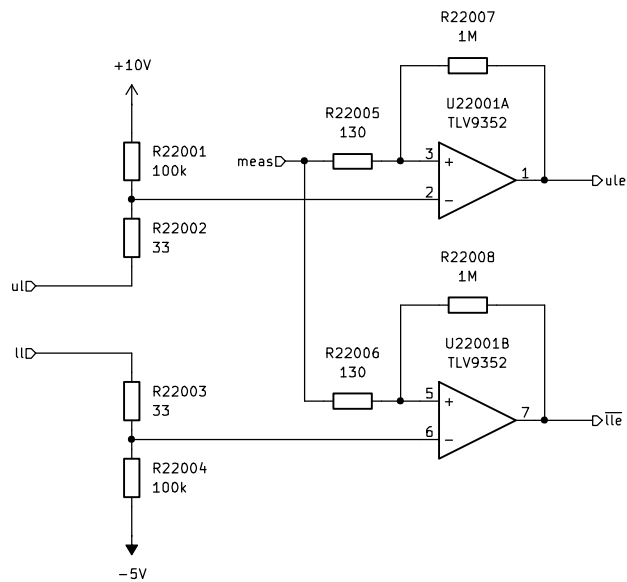 R22007
1M
+10V
U22001A
TLV9352
R22005
130
R22001
100k
meas
3
+
1
ule
2
−
R22002
33
ul
R22008
1M
ll
R22006
130
U22001B
TLV9352
R22003
33
5
+
7
lle
6
−
R22004
100k
−5V